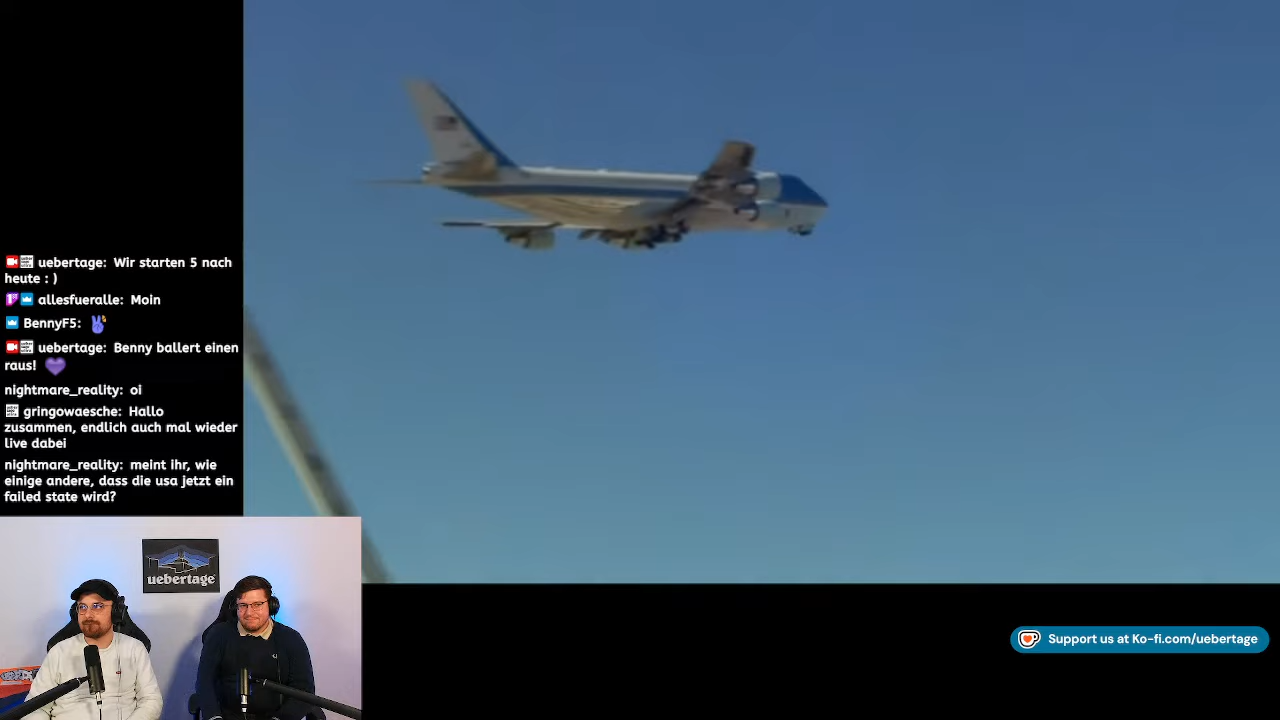 uebertage: Wir starten 5 nach
heute : )
allesfueralle: Moin
BennyF5:
uebertage: Benny ballert einen
raus!
nightmare_reality: oi
gringowaesche: Hallo
zusammen, endlich auch mal wieder
live dabei
nightmare_reality: meint ihr, wie
einige andere, dass die usa jetzt ein
failed state wird?
uebertage
Support us at Ko-fi.com/uebertage